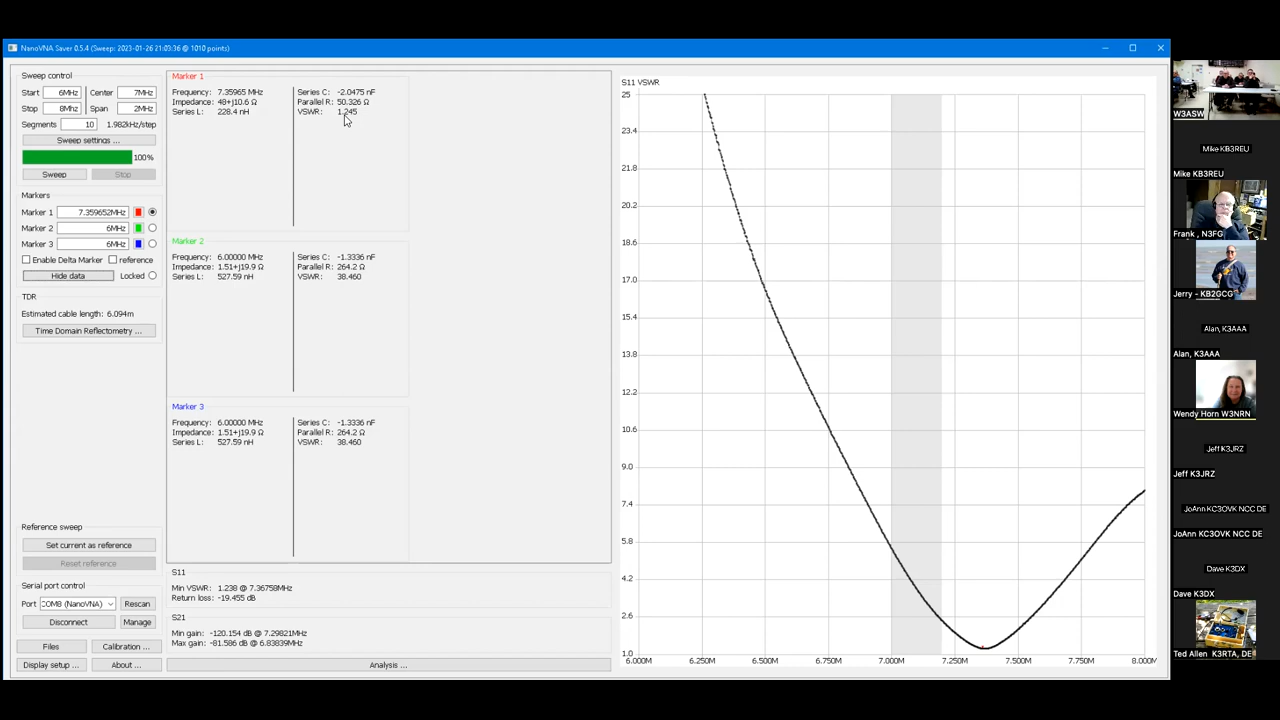 NanoVNA Saver 0.5.4 (Sweep: 2023-01-26 21:03:36 @ 1010 points)
Sweep control
Start 6MHz Center 7MHz
Stop 8Mhz Span 2MHz
Segments 10 1.982kHz/step
Sweep settings ...
100%
Sweep Stop
Markers
Marker 1 7.359652MHz
Marker 2 6MHz
Marker 3 6MHz
Enable Delta Marker reference
Hide data Locked
TDR
Estimated cable length: 6.094m
Time Domain Reflectometry ...
Reference sweep
Set current as reference
Reset reference
Serial port control
Port COM8 (NanoVNA) Rescan
Disconnect Manage
Files Calibration ...
Display setup ... About ...
Marker 1
Frequency: 7.35965 MHz Series C: -2.0475 nF
Impedance: 48+j10.6 Ω Parallel R: 50.326 Ω
Series L: 228.4 nH VSWR: 1.245
Marker 2
Frequency: 6.00000 MHz Series C: -1.3336 nF
Impedance: 1.51+j19.9 Ω Parallel R: 264.2 Ω
Series L: 527.59 nH VSWR: 38.460
Marker 3
Frequency: 6.00000 MHz Series C: -1.3336 nF
Impedance: 1.51+j19.9 Ω Parallel R: 264.2 Ω
Series L: 527.59 nH VSWR: 38.460
S11
Min VSWR: 1.238 @ 7.36758MHz
Return loss: -19.455 dB
S21
Min gain: -120.154 dB @ 7.29821MHz
Max gain: -81.586 dB @ 6.83839MHz
Analysis ...
S11 VSWR
25
23.4
21.8
20.2
18.6
17.0
15.4
13.8
12.2
10.6
9.0
7.4
5.8
4.2
2.6
1.0
6.000M 6.250M 6.500M 6.750M 7.000M 7.250M 7.500M 7.750M 8.000M
W3ASW
Mike KB3REU
Mike KB3REU
Frank , N3FG
Jerry - KB2GCG
Alan, K3AAA
Alan, K3AAA
Wendy Horn W3NRN
Jeff K3JRZ
Jeff K3JRZ
JoAnn KC3OVK NCC DE
JoAnn KC3OVK NCC DE
Dave K3DX
Dave K3DX
Ted Allen K3RTA, DE